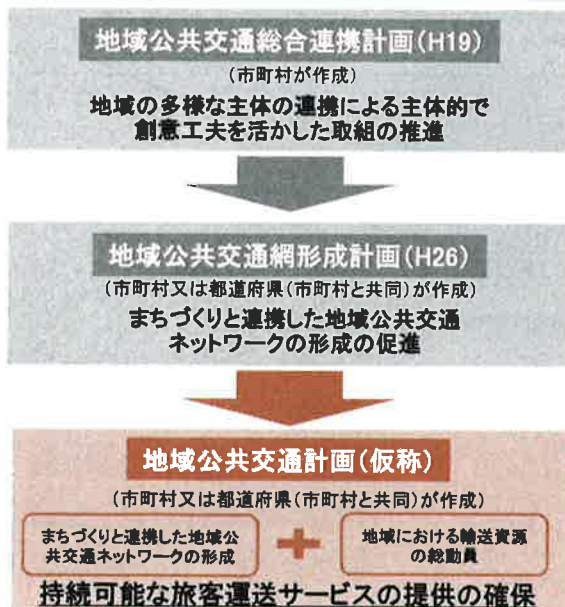 地域公共交通総合連携計画(H19)
(市町村が作成)
地域の多様な主体の連携による主体的で
創意工夫を活かした取組の推進
地域公共交通網形成計画(H26)
(市町村又は都道府県(市町村と共同)が作成)
まちづくりと連携した地域公共交通
ネットワークの形成の促進
地域公共交通計画(仮称)
(市町村又は都道府県(市町村と共同)が作成)
まちづくりと連携した地域公
共交通ネットワークの形成
+
地域における輸送資源
の総動員
持続可能な旅客運送サービスの提供の確保